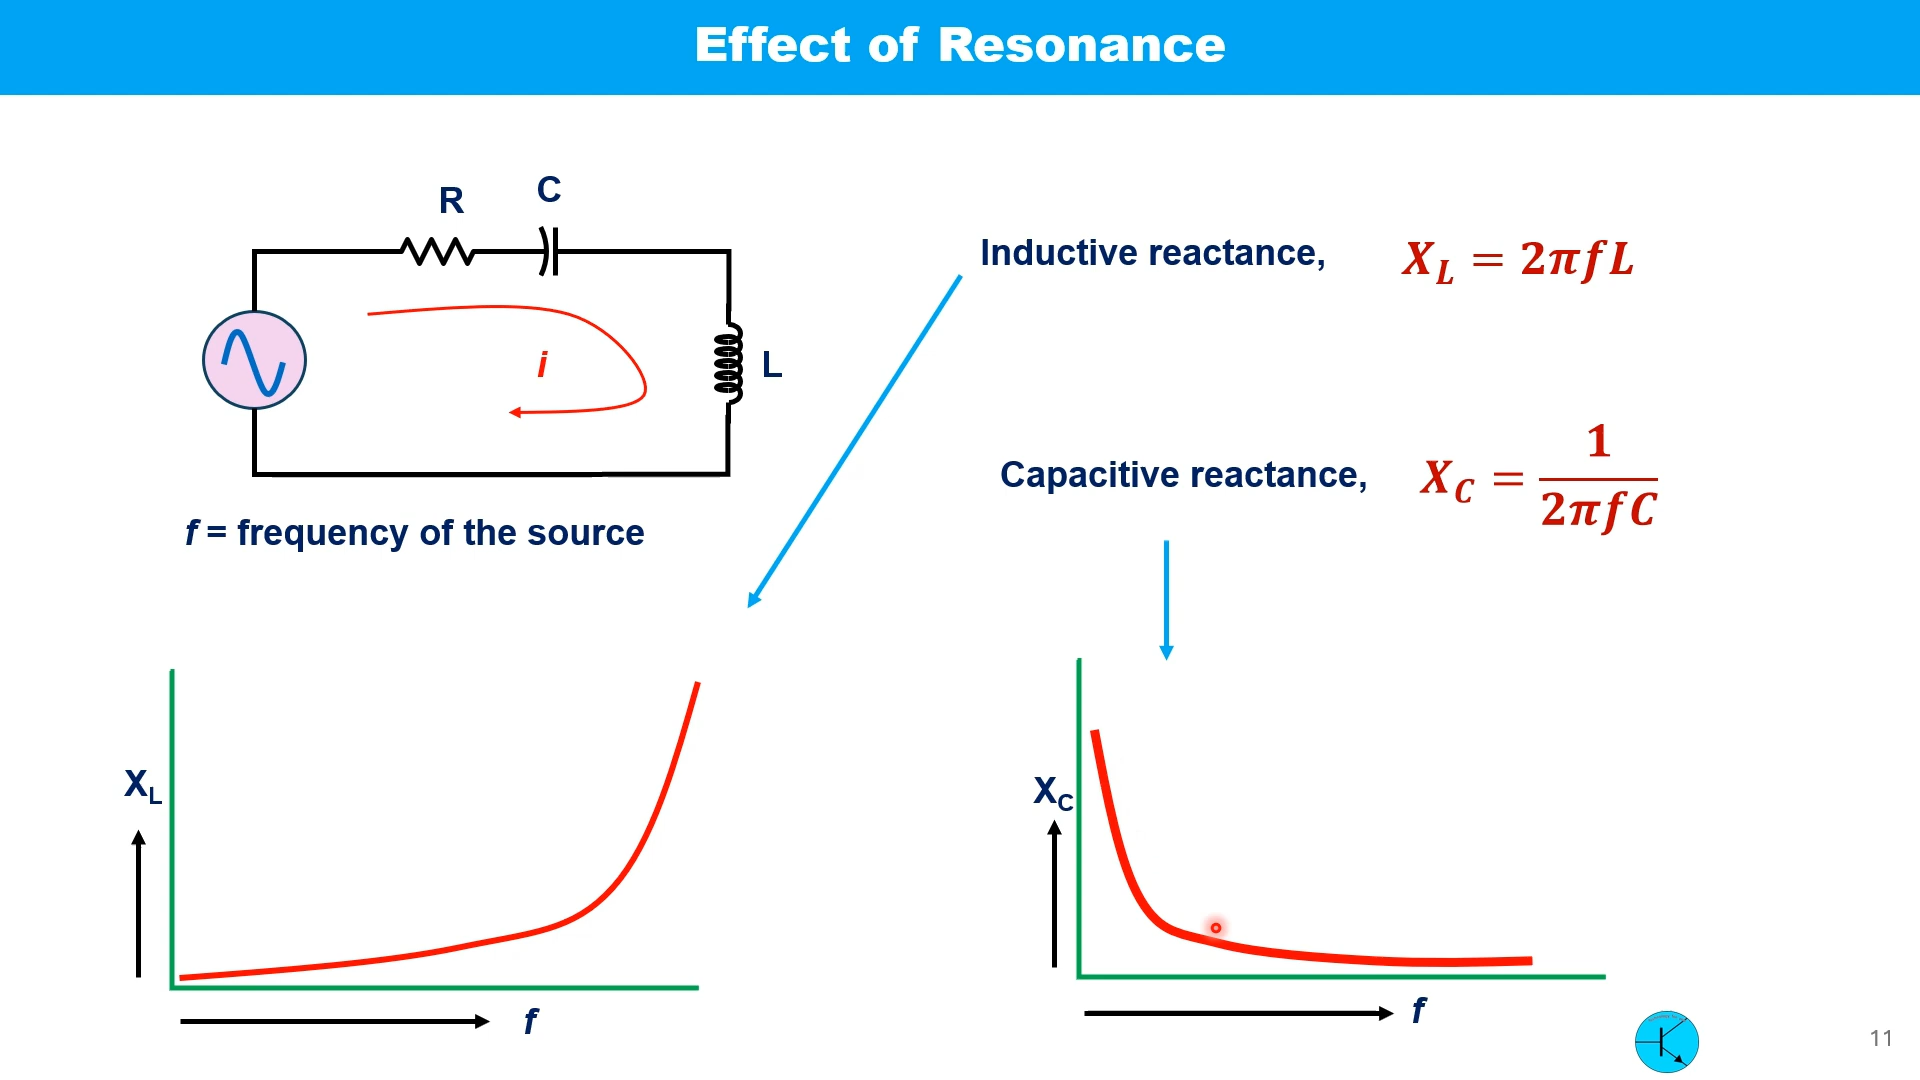 Effect of Resonance
R
C
i
L
f = frequency of the source
Inductive reactance, X_L = 2πfL
Capacitive reactance, X_C = 1/2πfC
X_L
f
X_C
f
11